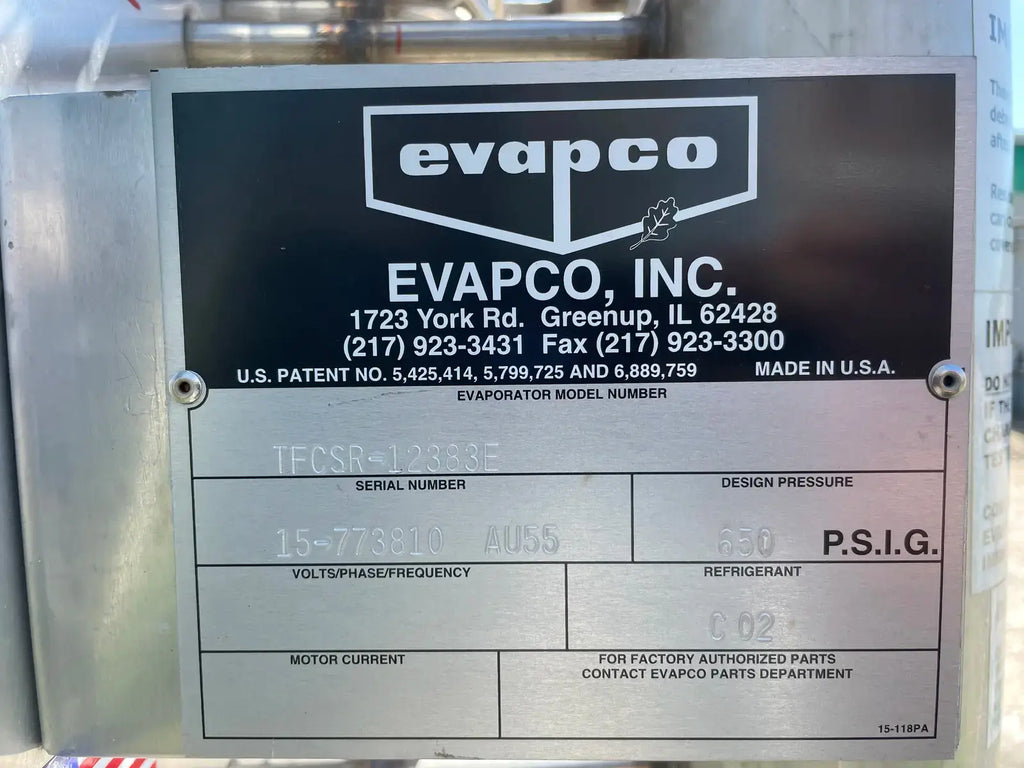 evapco
EVAPCO, INC.
1723 York Rd. Greenup, IL 62428
(217) 923-3431 Fax (217) 923-3300
U.S. PATENT NO. 5,425,414, 5,799,725 AND 6,889,759 MADE IN U.S.A.
EVAPORATOR MODEL NUMBER
TFCSR-12383E
SERIAL NUMBER DESIGN PRESSURE
15-773810 AU55 650 P.S.I.G.
VOLTS/PHASE/FREQUENCY REFRIGERANT
C 02
MOTOR CURRENT FOR FACTORY AUTHORIZED PARTS
CONTACT EVAPCO PARTS DEPARTMENT
15-118PA